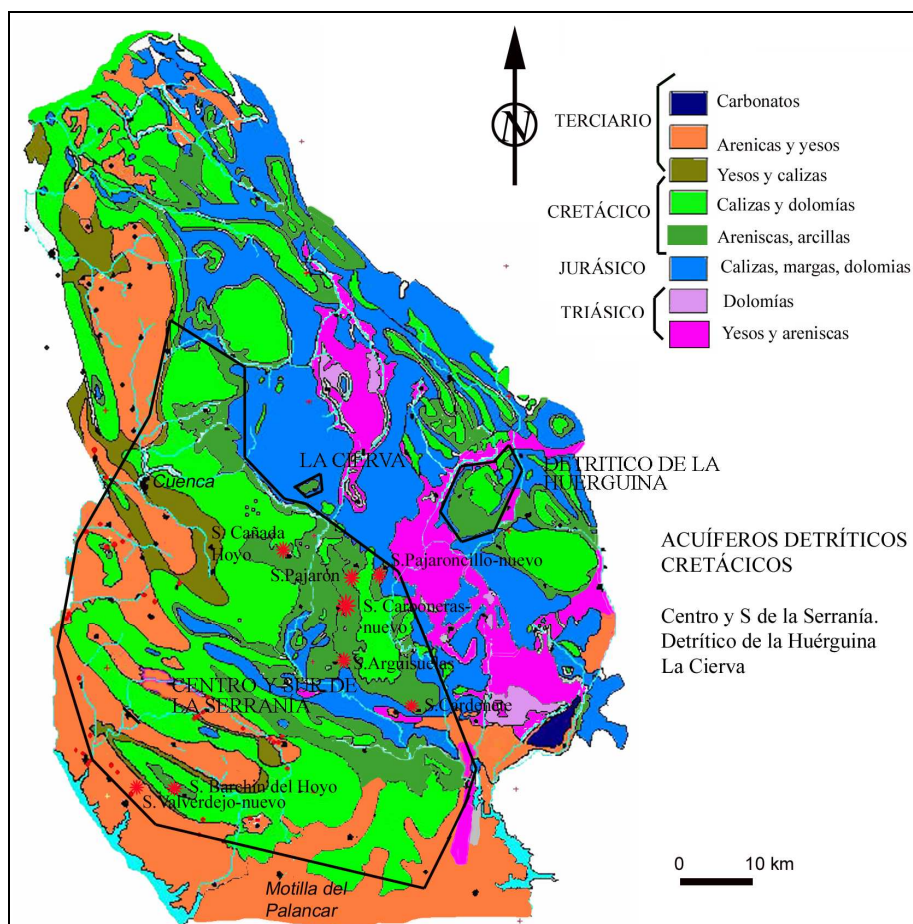 N
TERCIARIO
Carbonatos
Arenicas y yesos
Yesos y calizas
CRETÁCICO
Calizas y dolomías
Areniscas, arcillas
JURÁSICO
Calizas, margas, dolomias
TRIÁSICO
Dolomías
Yesos y areniscas
LA CIERVA
DETRITICO DE LA
HUERGUINA
Cuenca
S. Cañada
Hoyo
S.Pajarón
S.Pajaroncillo-nuevo
S. Carboneras-
nuevo
S.Arguisuelas
CENTRO Y SUR DE
LA SERRANÍA
S.Cardenete
S. Barchín del Hoyo
S.Valverdejo-nuevo
Motilla del
Palancar
ACUÍFEROS DETRÍTICOS
CRETÁCICOS
Centro y S de la Serranía.
Detrítico de la Huérguina
La Cierva
0 10 km